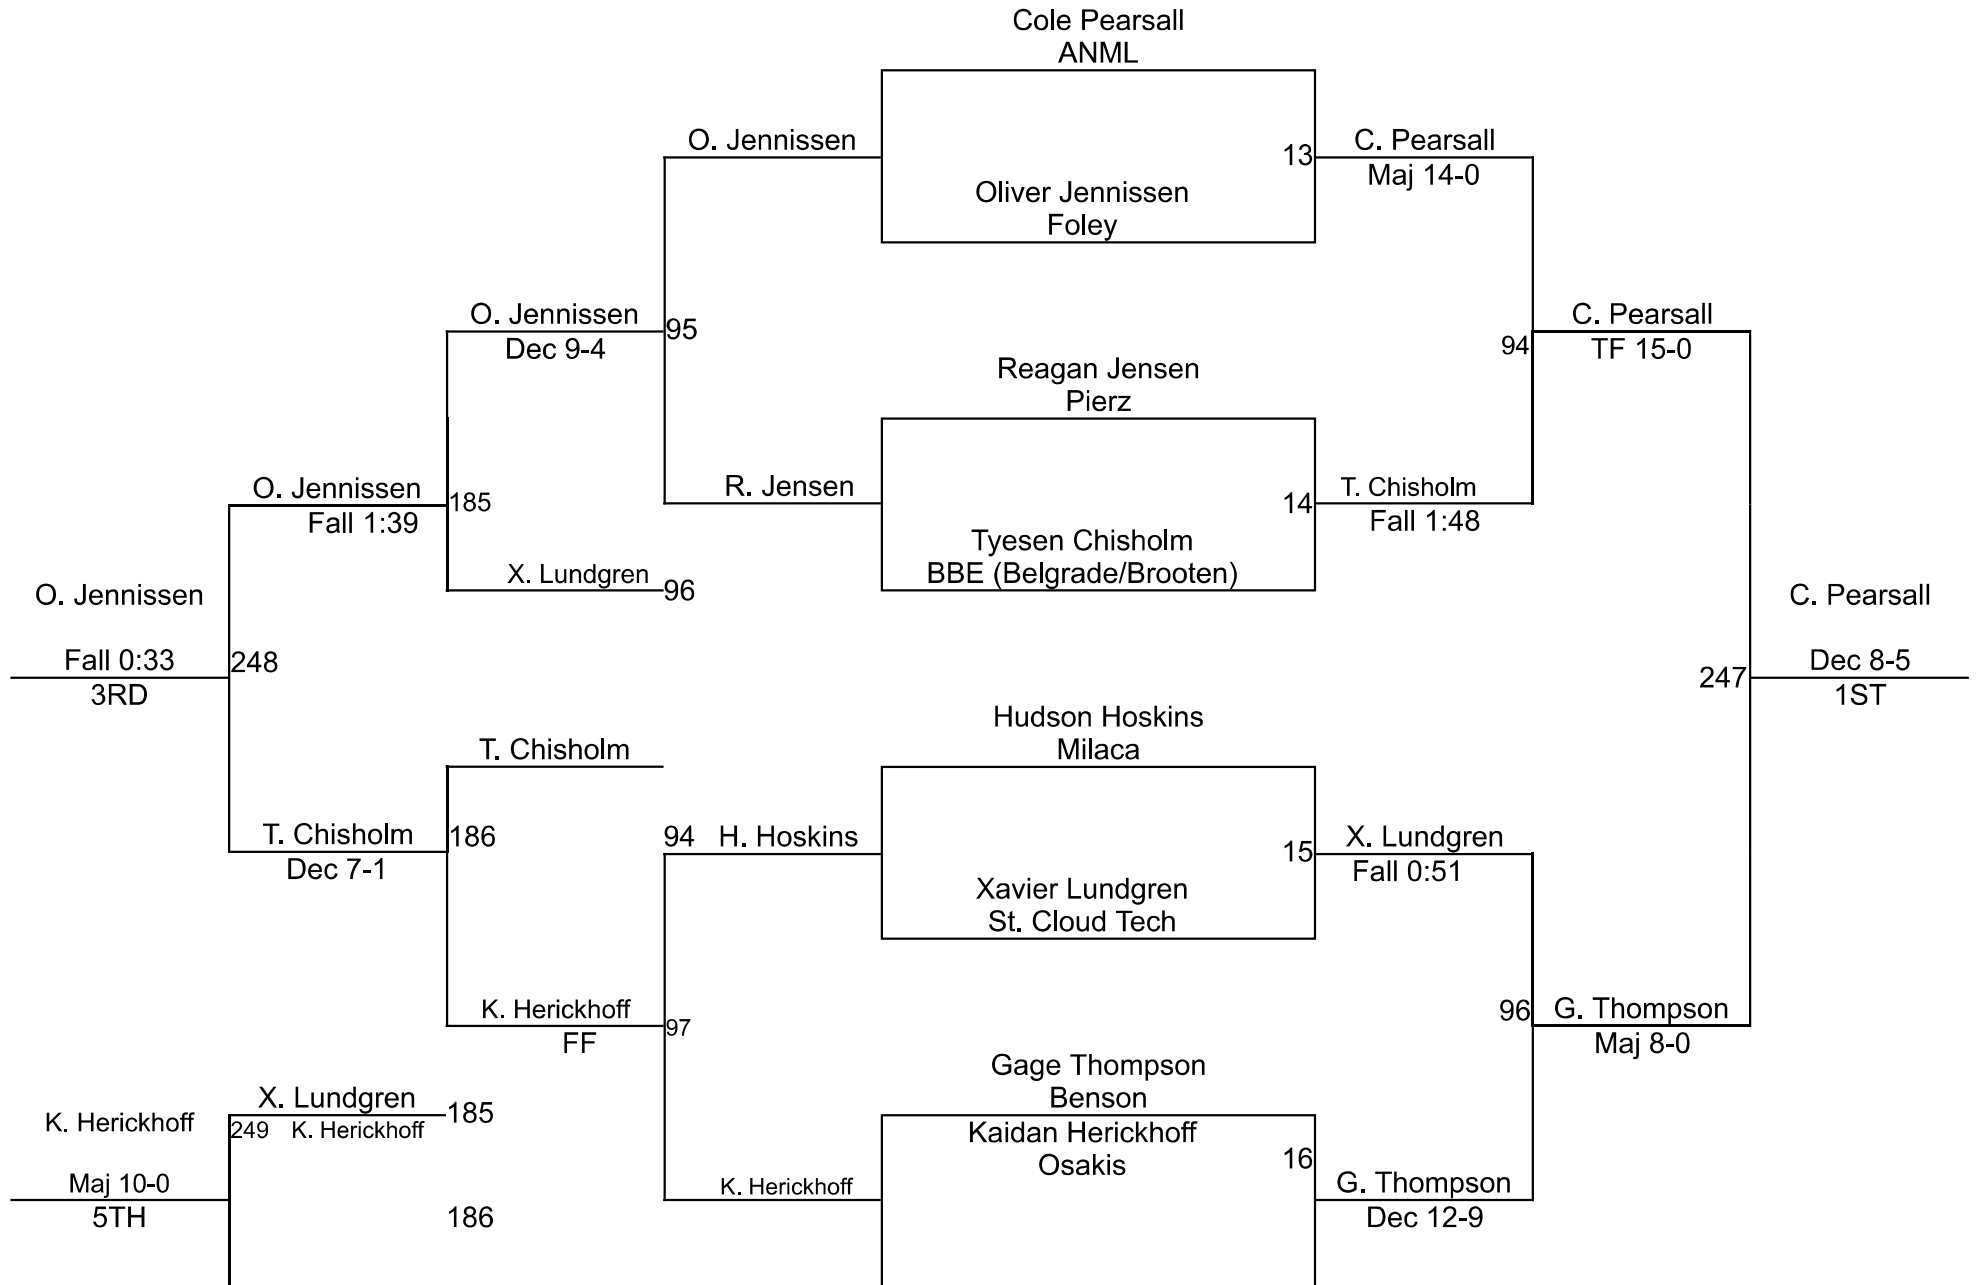 Cole Pearsall
ANML
O. Jennissen
13
C. Pearsall
Maj 14-0
Oliver Jennissen
Foley
O. Jennissen
Dec 9-4
95
94
C. Pearsall
TF 15-0
Reagan Jensen
Pierz
O. Jennissen
Fall 1:39
185
R. Jensen
14
T. Chisholm
Fall 1:48
Tyesen Chisholm
BBE (Belgrade/Brooten)
X. Lundgren
96
O. Jennissen
Fall 0:33
3RD
248
C. Pearsall
247
Dec 8-5
1ST
Hudson Hoskins
Milaca
T. Chisholm
T. Chisholm
Dec 7-1
186
94
H. Hoskins
15
X. Lundgren
Fall 0:51
Xavier Lundgren
St. Cloud Tech
K. Herickhoff
FF
97
96
G. Thompson
Maj 8-0
Gage Thompson
Benson
X. Lundgren
185
K. Herickhoff
249
K. Herickhoff
Kaidan Herickhoff
Osakis
16
Maj 10-0
5TH
186
K. Herickhoff
G. Thompson
Dec 12-9